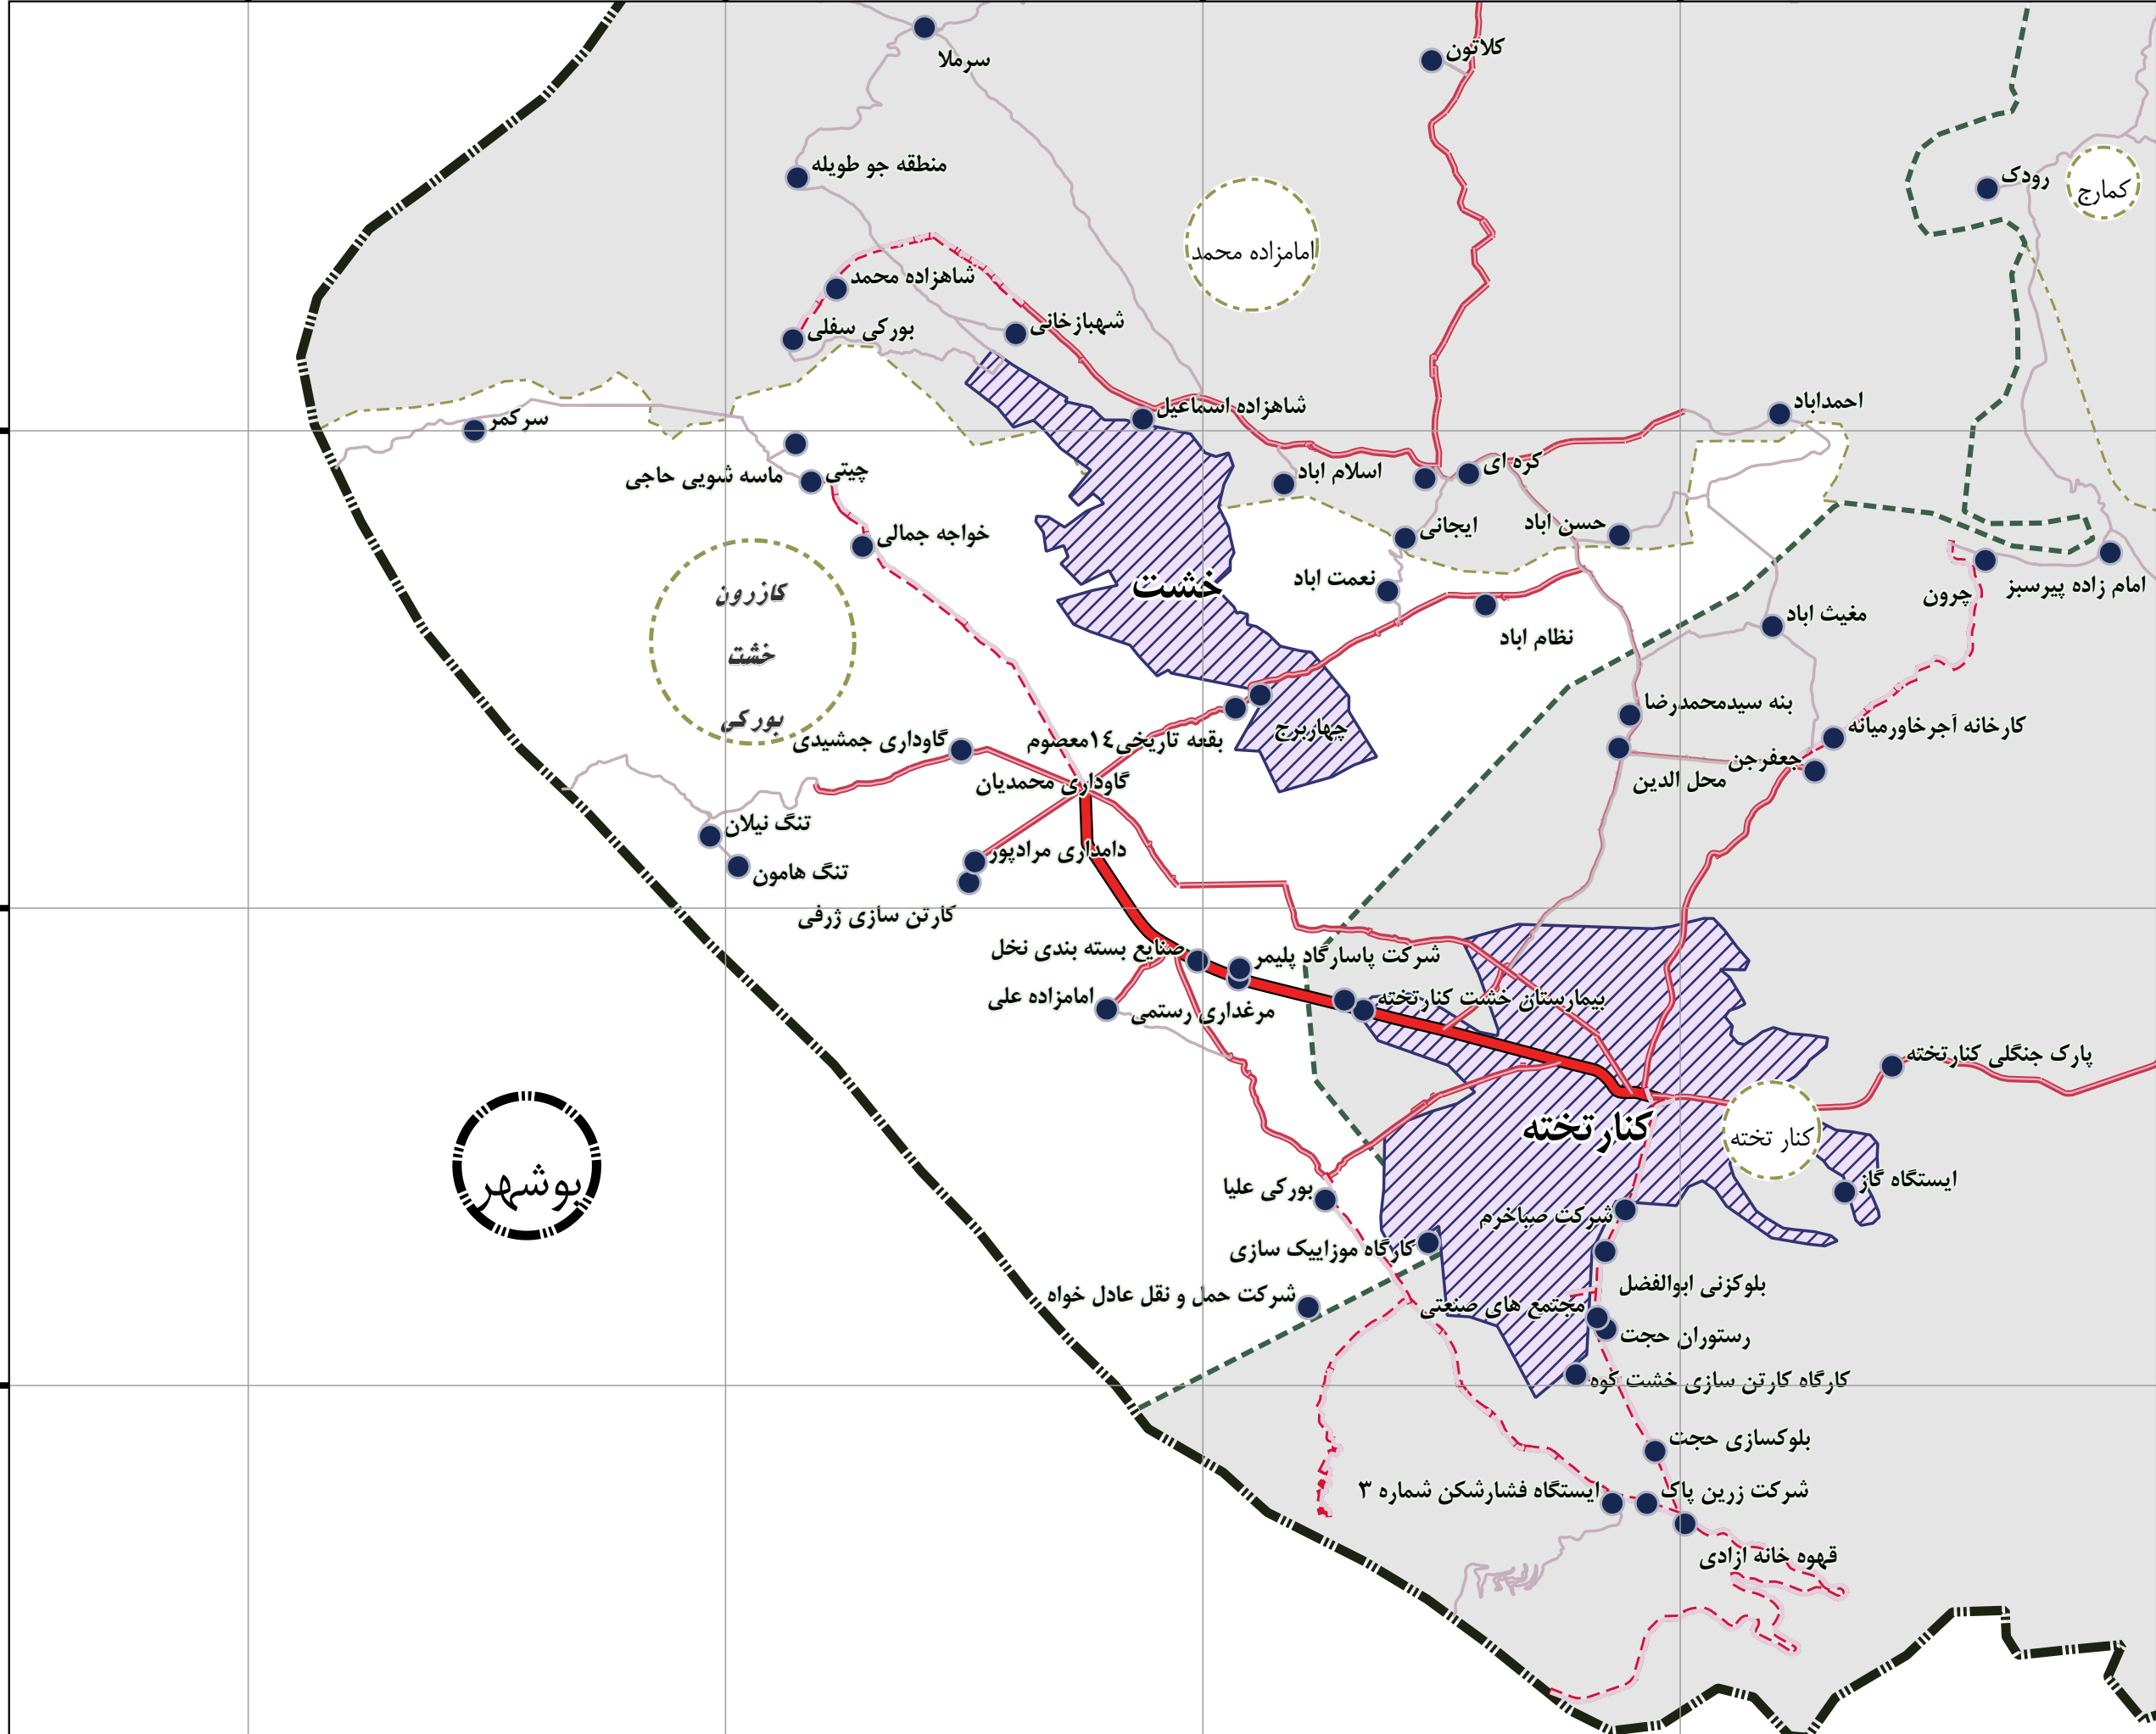 سرملا
کلاتون
منطقه جو طویله
رودک
کمارج
امامزاده محمد
شاهزاده محمد
شهبازخانی
بورکی سفلی
احمداباد
شاهزاده اسماعیل
سرکمر
کره ای
اسلام اباد
چیتی
ماسه شویی حاجی
حسن اباد
ایجانی
خواجه جمالی
نعمت اباد
خشت
امام زاده پیرسبز
چرون
کازرون
خشت
بورکی
مغیث اباد
نظام اباد
بنه سیدمحمدرضا
کارخانه آجرخاورمیانه
چهاربرج
بقعه تاریخی١٤معصوم
گاوداری جمشیدی
جعفرجن
محل الدین
گاوداری محمدیان
تنگ نیلان
دامداری مرادپور
تنگ هامون
کارتن سازی ژرفی
صنایع بسته بندی نخل
شرکت پاسارگاد پلیمر
امامزاده علی
مرغداری رستمی
بیمارستان خشت کنارتخته
پارک جنگلی کنارتخته
کنارتخته
کنار تخته
بوشهر
ایستگاه گاز
بورکی علیا
شرکت صباخرم
کارگاه موزاییک سازی
بلوکزنی ابوالفضل
شرکت حمل و نقل عادل خواه
مجتمع های صنعتی
رستوران حجت
کارگاه کارتن سازی خشت کوه
بلوکسازی حجت
شرکت زرین پاک
ایستگاه فشارشکن شماره ٣
قهوه خانه ازادی